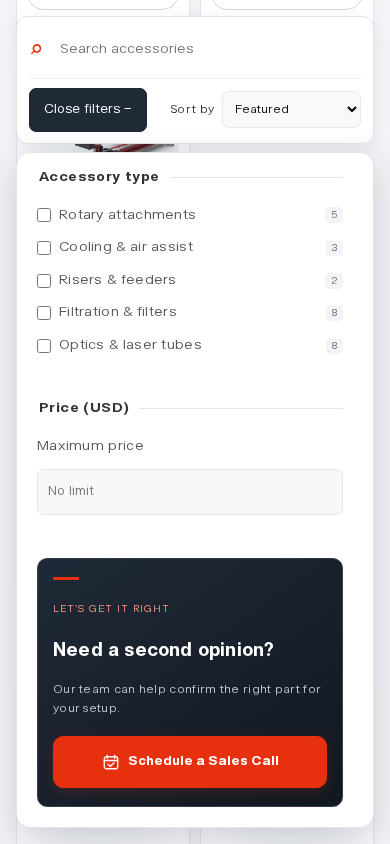 Search accessories
Close filters −
Sort by
Featured
Accessory type
Rotary attachments 5
Cooling & air assist 3
Risers & feeders 2
Filtration & filters 8
Optics & laser tubes 8
Price (USD)
Maximum price
No limit
LET'S GET IT RIGHT
Need a second opinion?
Our team can help confirm the right part for
your setup.
Schedule a Sales Call